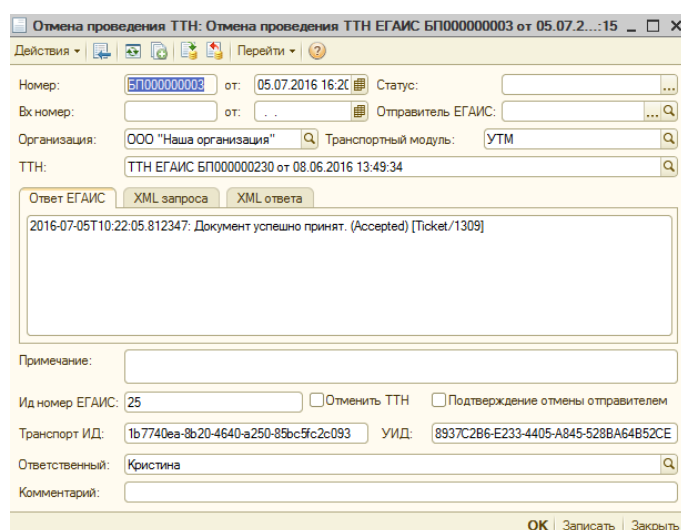 Отмена проведения ТТН: Отмена проведения ТТН ЕГАИС БП000000003 от 05.07.2...:15
Действия Перейти
Номер: БП000000003 от: 05.07.2016 16:20 Статус: ...
Вх номер: от: . . Отправитель ЕГАИС: ...
Организация: ООО "Наша организация" Транспортный модуль: УТМ
ТТН: ТТН ЕГАИС БП000000230 от 08.06.2016 13:49:34
Ответ ЕГАИС XML запроса XML ответа
2016-07-05T10:22:05.812347: Документ успешно принят. (Accepted) [Ticket/1309]
Примечание:
Ид номер ЕГАИС: 25 Отменить ТТН Подтверждение отмены отправителем
Транспорт ИД: 1b7740ea-8b20-4640-a250-85bc5fc2c093 УИД: 8937C2B6-E233-4405-A845-528BA64B52CE
Ответственный: Кристина
Комментарий:
OK Записать Закрыть